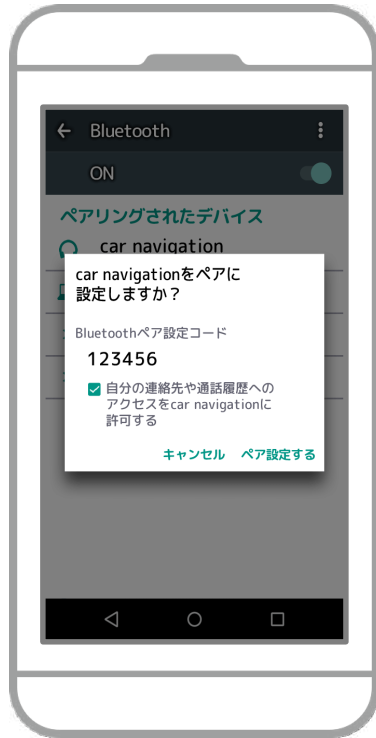 Bluetooth
ON
ペアリングされたデバイス
car navigation
car navigationをペアに
設定しますか？
Bluetoothペア設定コード
123456
自分の連絡先や通話履歴への
アクセスをcar navigationに
許可する
キャンセル ペア設定する